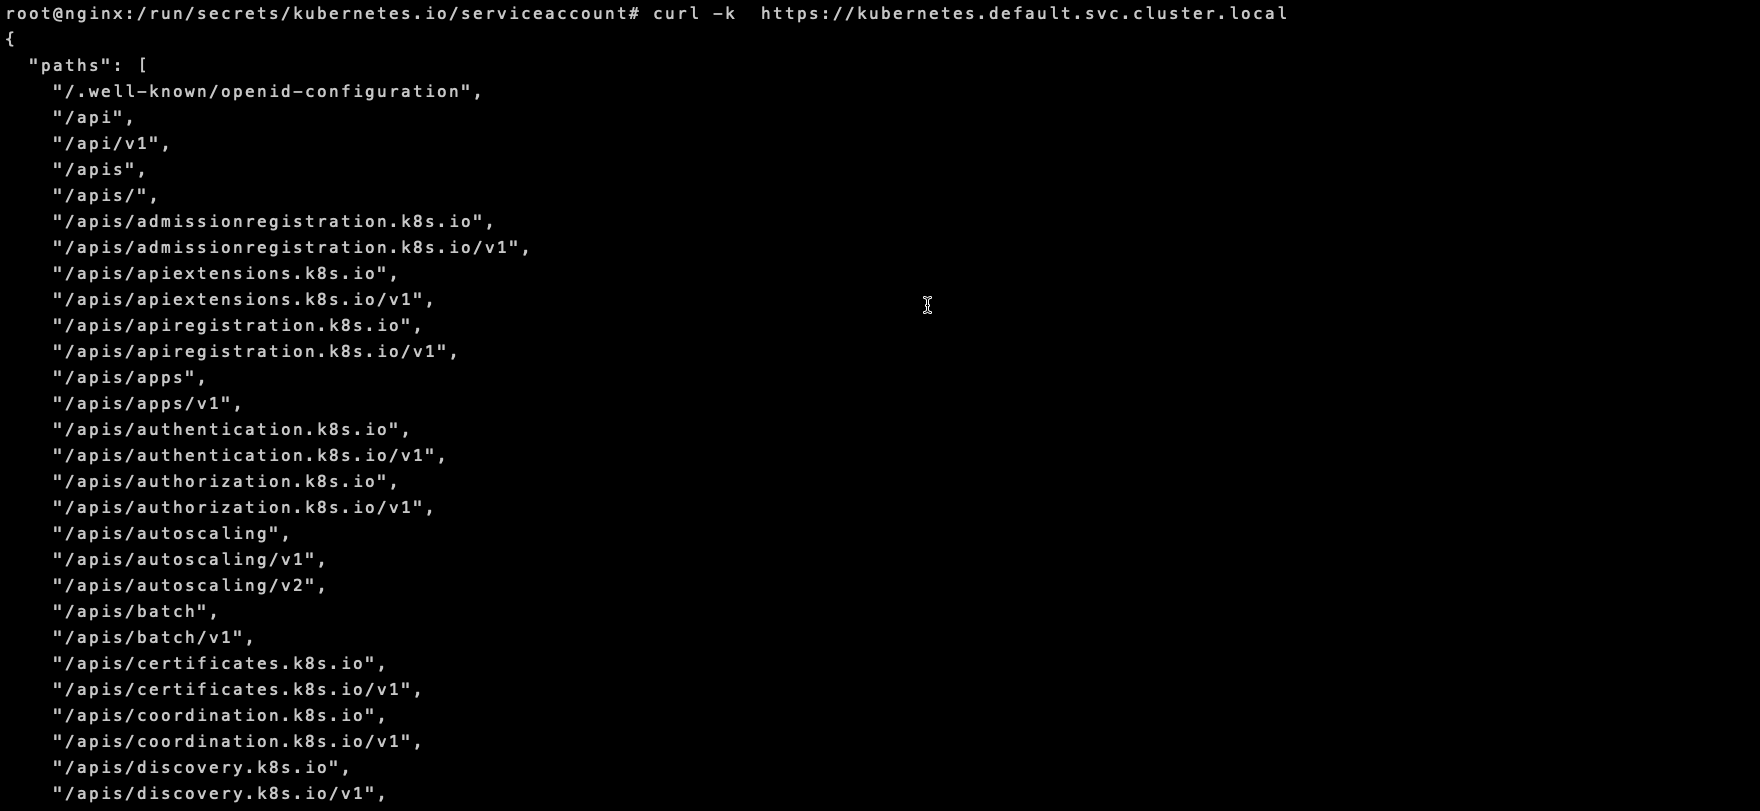 root@nginx:/run/secrets/kubernetes.io/serviceaccount# curl -k  https://kubernetes.default.svc.cluster.local
{
  "paths": [
    "/.well-known/openid-configuration",
    "/api",
    "/api/v1",
    "/apis",
    "/apis/",
    "/apis/admissionregistration.k8s.io",
    "/apis/admissionregistration.k8s.io/v1",
    "/apis/apiextensions.k8s.io",
    "/apis/apiextensions.k8s.io/v1",
    "/apis/apiregistration.k8s.io",
    "/apis/apiregistration.k8s.io/v1",
    "/apis/apps",
    "/apis/apps/v1",
    "/apis/authentication.k8s.io",
    "/apis/authentication.k8s.io/v1",
    "/apis/authorization.k8s.io",
    "/apis/authorization.k8s.io/v1",
    "/apis/autoscaling",
    "/apis/autoscaling/v1",
    "/apis/autoscaling/v2",
    "/apis/batch",
    "/apis/batch/v1",
    "/apis/certificates.k8s.io",
    "/apis/certificates.k8s.io/v1",
    "/apis/coordination.k8s.io",
    "/apis/coordination.k8s.io/v1",
    "/apis/discovery.k8s.io",
    "/apis/discovery.k8s.io/v1",